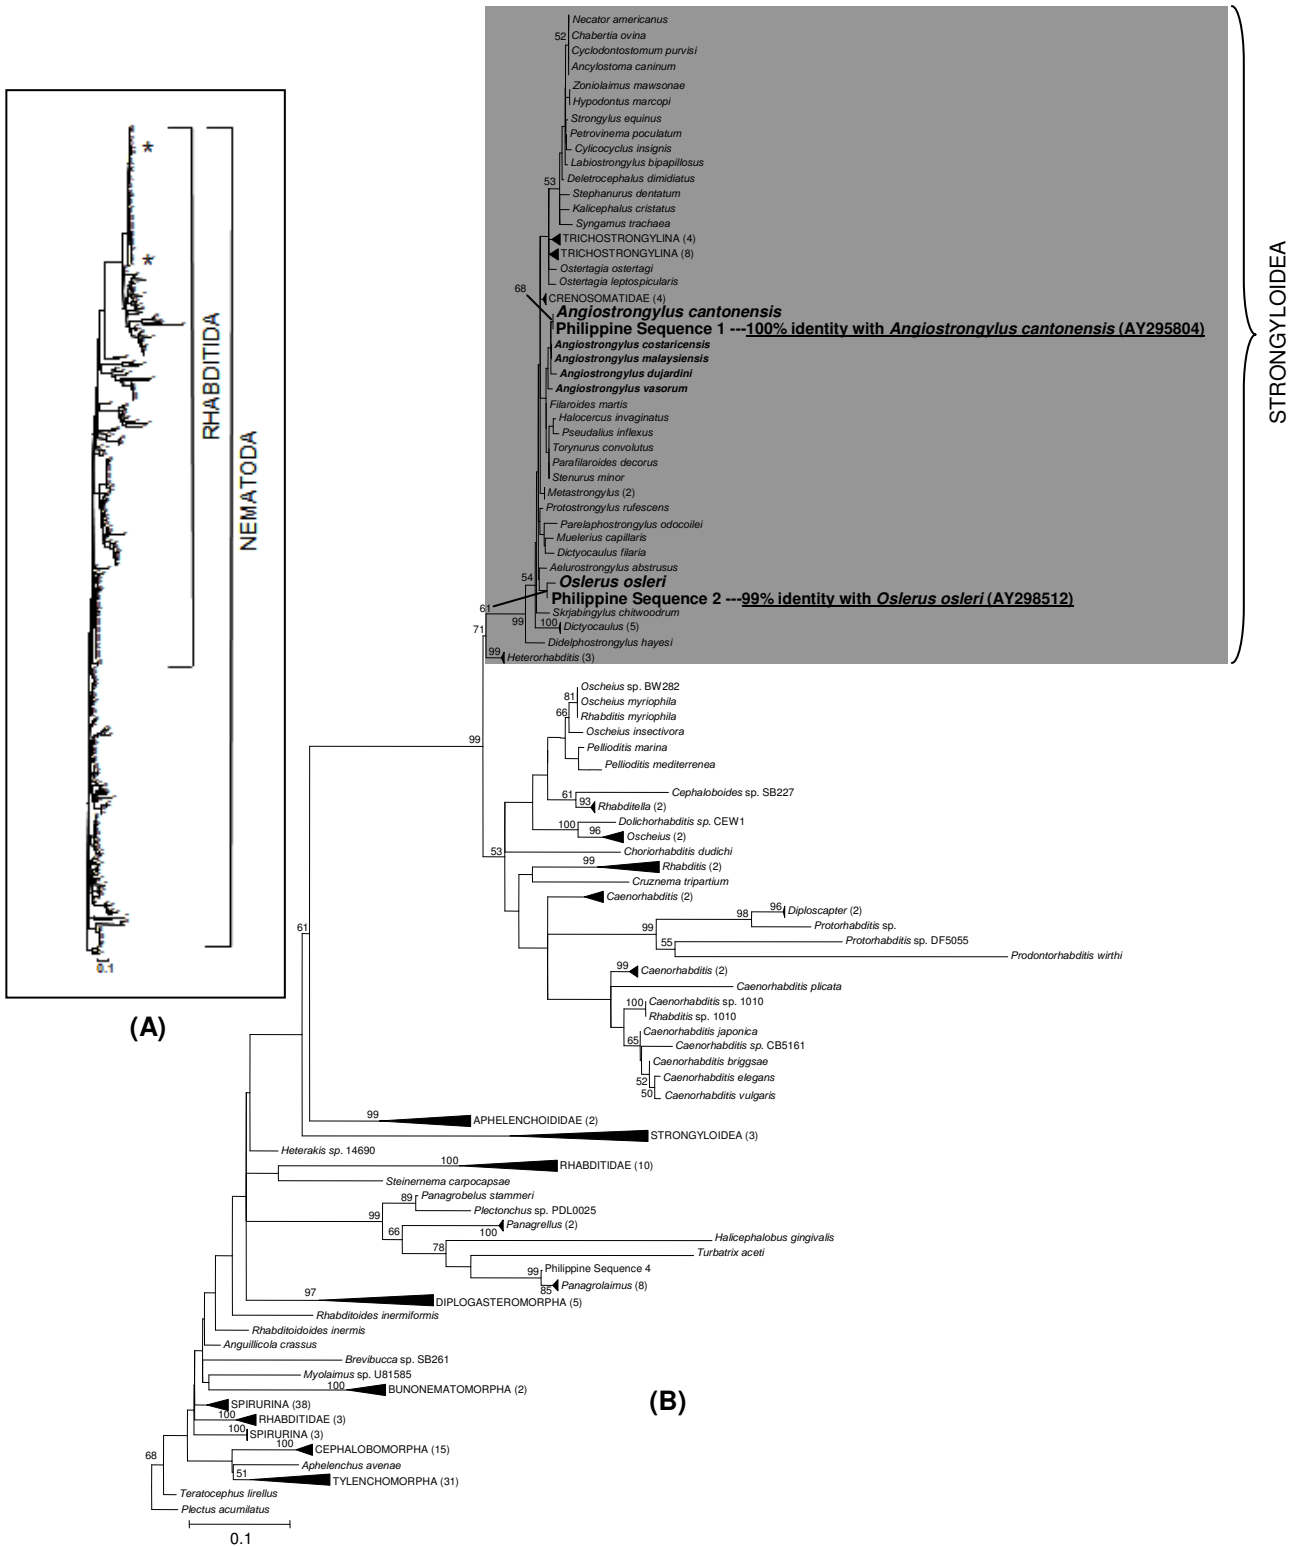 Necator americanus
52
Chabertia ovina
Cyclodontostomum purvisi
Ancylostoma caninum
Zoniolaimus mawsonae
Hypodontus marcopi
Strongylus equinus
Petrovinema poculatum
Cylicocyclus insignis
Labiostrongylus bipapillosus
Deletrocephalus dimidiatus
53
Stephanurus dentatum
Kalicephalus cristatus
Syngamus trachaea
TRICHOSTRONGYLINA (4)
TRICHOSTRONGYLINA (8)
Ostertagia ostertagi
Ostertagia leptospicularis
68
CRENOSOMATIDAE (4)
Angiostrongylus cantonensis
Philippine Sequence 1 ---100% identity with Angiostrongylus cantonensis (AY295804)
Angiostrongylus costaricensis
Angiostrongylus malaysiensis
Angiostrongylus dujardini
Angiostrongylus vasorum
Filaroides martis
Halocercus invaginatus
Pseudalius inflexus
Torynurus convolutus
Parafilaroides decorus
Stenurus minor
Metastrongylus (2)
Protostrongylus rufescens
Parelaphostrongylus odocoilei
Muelerius capillaris
Dictyocaulus filaria
Aelurostrongylus abstrusus
54
Oslerus osleri
Philippine Sequence 2 ---99% identity with Oslerus osleri (AY298512)
61
Skrjabingylus chitwoodrum
99
100
Dictyocaulus (5)
71
Didelphostrongylus hayesi
99
Heterorhabditis (3)
STRONGYLOIDEA
*
*
RHABDITIDA
NEMATODA
0.1
(A)
Oscheius sp. BW282
81
Oscheius myriophila
66
Rhabditis myriophila
Oscheius insectivora
99
Pellioditis marina
Pellioditis mediterrenea
61
Cephaloboides sp. SB227
93
Rhabditella (2)
100
Dolichorhabditis sp. CEW1
96
Oscheius (2)
53
Choriorhabditis dudichi
99
Rhabditis (2)
Cruznema tripartium
Caenorhabditis (2)
96
Diploscapter (2)
98
99
Protorhabditis sp.
61
55
Protorhabditis sp. DF5055
Prodontorhabditis wirthi
99
Caenorhabditis (2)
Caenorhabditis plicata
100
Caenorhabditis sp. 1010
Rhabditis sp. 1010
Caenorhabditis japonica
65
Caenorhabditis sp. CB5161
Caenorhabditis briggsae
52
Caenorhabditis elegans
50
Caenorhabditis vulgaris
99
APHELENCHOIDIDAE (2)
STRONGYLOIDEA (3)
Heterakis sp. 14690
100
RHABDITIDAE (10)
Steinernema carpocapsae
89
Panagrobelus stammeri
99
Plectonchus sp. PDL0025
66
Panagrellus (2)
100
78
Halicephalobus gingivalis
Turbatrix aceti
99
Philippine Sequence 4
85
Panagrolaimus (8)
97
DIPLOGASTEROMORPHA (5)
Rhabditoides inermiformis
Rhabditoidoides inermis
Anguillicola crassus
Brevibucca sp. SB261
Myolaimus sp. U81585
100
BUNONEMATOMORPHA (2)
(B)
SPIRURINA (38)
100
RHABDITIDAE (3)
100
SPIRURINA (3)
100
CEPHALOBOMORPHA (15)
68
Aphelenchus avenae
51
TYLENCHOMORPHA (31)
Teratocephus lirellus
Plectus acumilatus
0.1